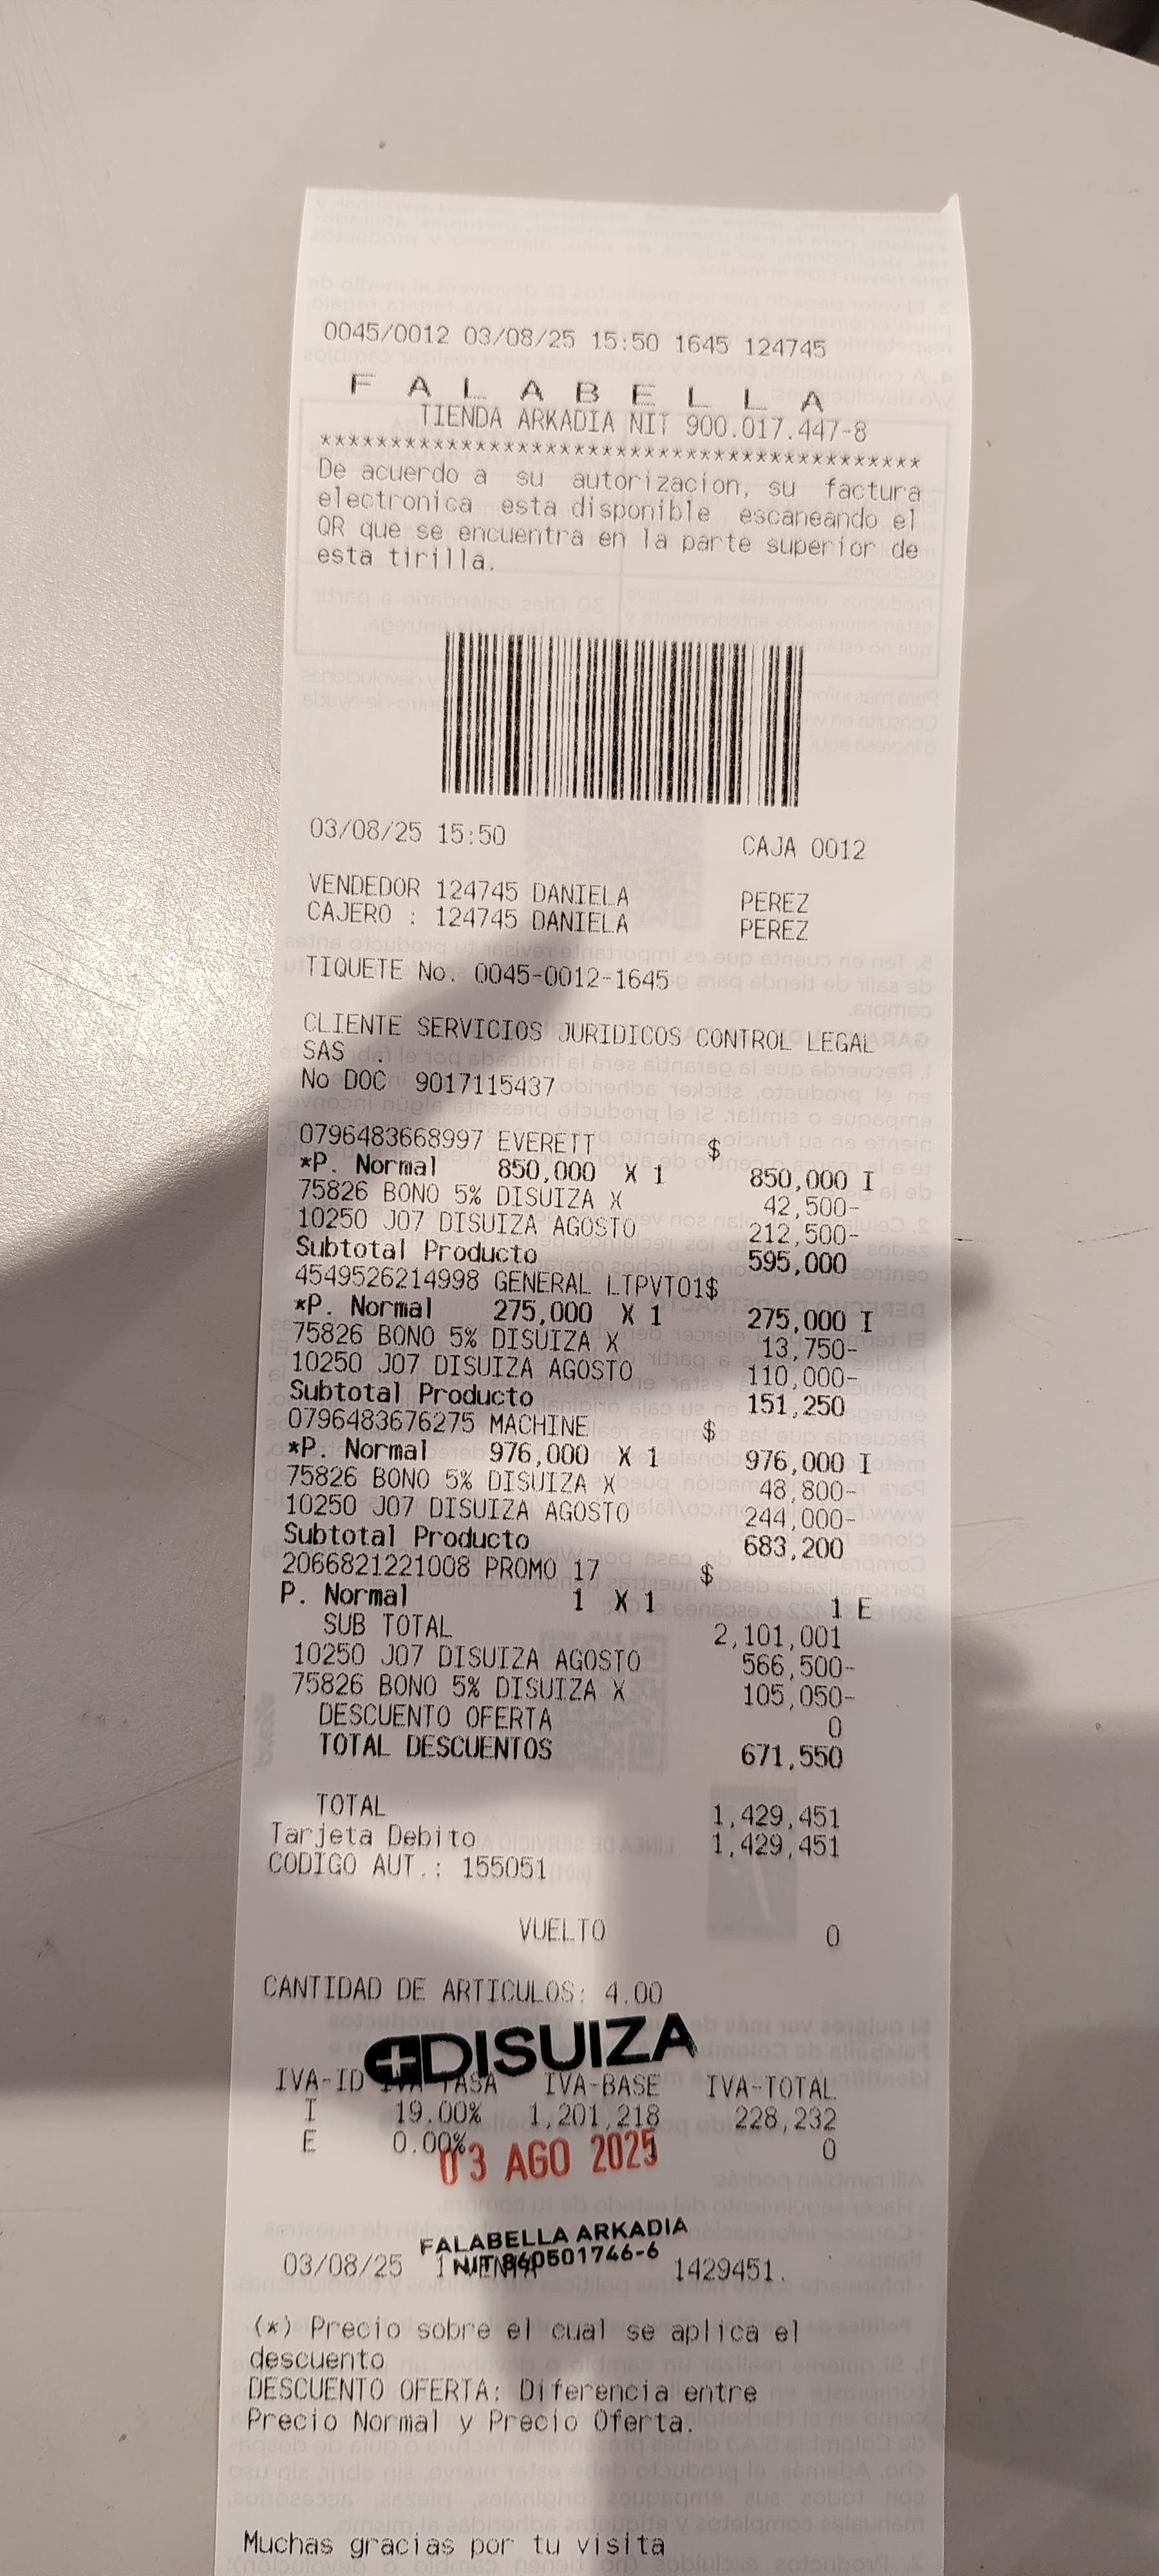 0045/0012 03/08/25 15:50 1645 124745
F A L A B E L L A
TIENDA ARKADIA NIT 900.017.447-8
*******************************************
De acuerdo a su autorizacion, su factura
electronica esta disponible escaneando el
QR que se encuentra en la parte superior de
esta tirilla.
03/08/25 15:50 CAJA 0012
VENDEDOR 124745 DANIELA PEREZ
CAJERO : 124745 DANIELA PEREZ
TIQUETE No. 0045-0012-1645
CLIENTE SERVICIOS JURIDICOS CONTROL LEGAL
SAS .
No DOC 9017115437
0796483668997 EVERETT $
*P. Normal 850,000 X 1 850,000 I
75826 BONO 5% DISUIZA X 42,500-
10250 J07 DISUIZA AGOSTO 212,500-
Subtotal Producto 595,000
4549526214998 GENERAL LTPVT01$
*P. Normal 275,000 X 1 275,000 I
75826 BONO 5% DISUIZA X 13,750-
10250 J07 DISUIZA AGOSTO 110,000-
Subtotal Producto 151,250
0796483676275 MACHINE $
*P. Normal 976,000 X 1 976,000 I
75826 BONO 5% DISUIZA X 48,800-
10250 J07 DISUIZA AGOSTO 244,000-
Subtotal Producto 683,200
2066821221008 PROMO 17 $
P. Normal 1 X 1 1 E
SUB TOTAL 2,101,001
10250 J07 DISUIZA AGOSTO 566,500-
75826 BONO 5% DISUIZA X 105,050-
DESCUENTO OFERTA 0
TOTAL DESCUENTOS 671,550
TOTAL 1,429,451
Tarjeta Debito 1,429,451
CODIGO AUT.: 155051
VUELTO 0
CANTIDAD DE ARTICULOS: 4.00
DISUIZA
IVA-ID IVA TASA IVA-BASE IVA-TOTAL
I 19.00% 1,201,218 228,232
E 0.00% 0
03 AGO 2025
FALABELLA ARKADIA
NIT 860501746-6
03/08/25 1429451.
(*) Precio sobre el cual se aplica el
descuento
DESCUENTO OFERTA: Diferencia entre
Precio Normal y Precio Oferta.
Muchas gracias por tu visita